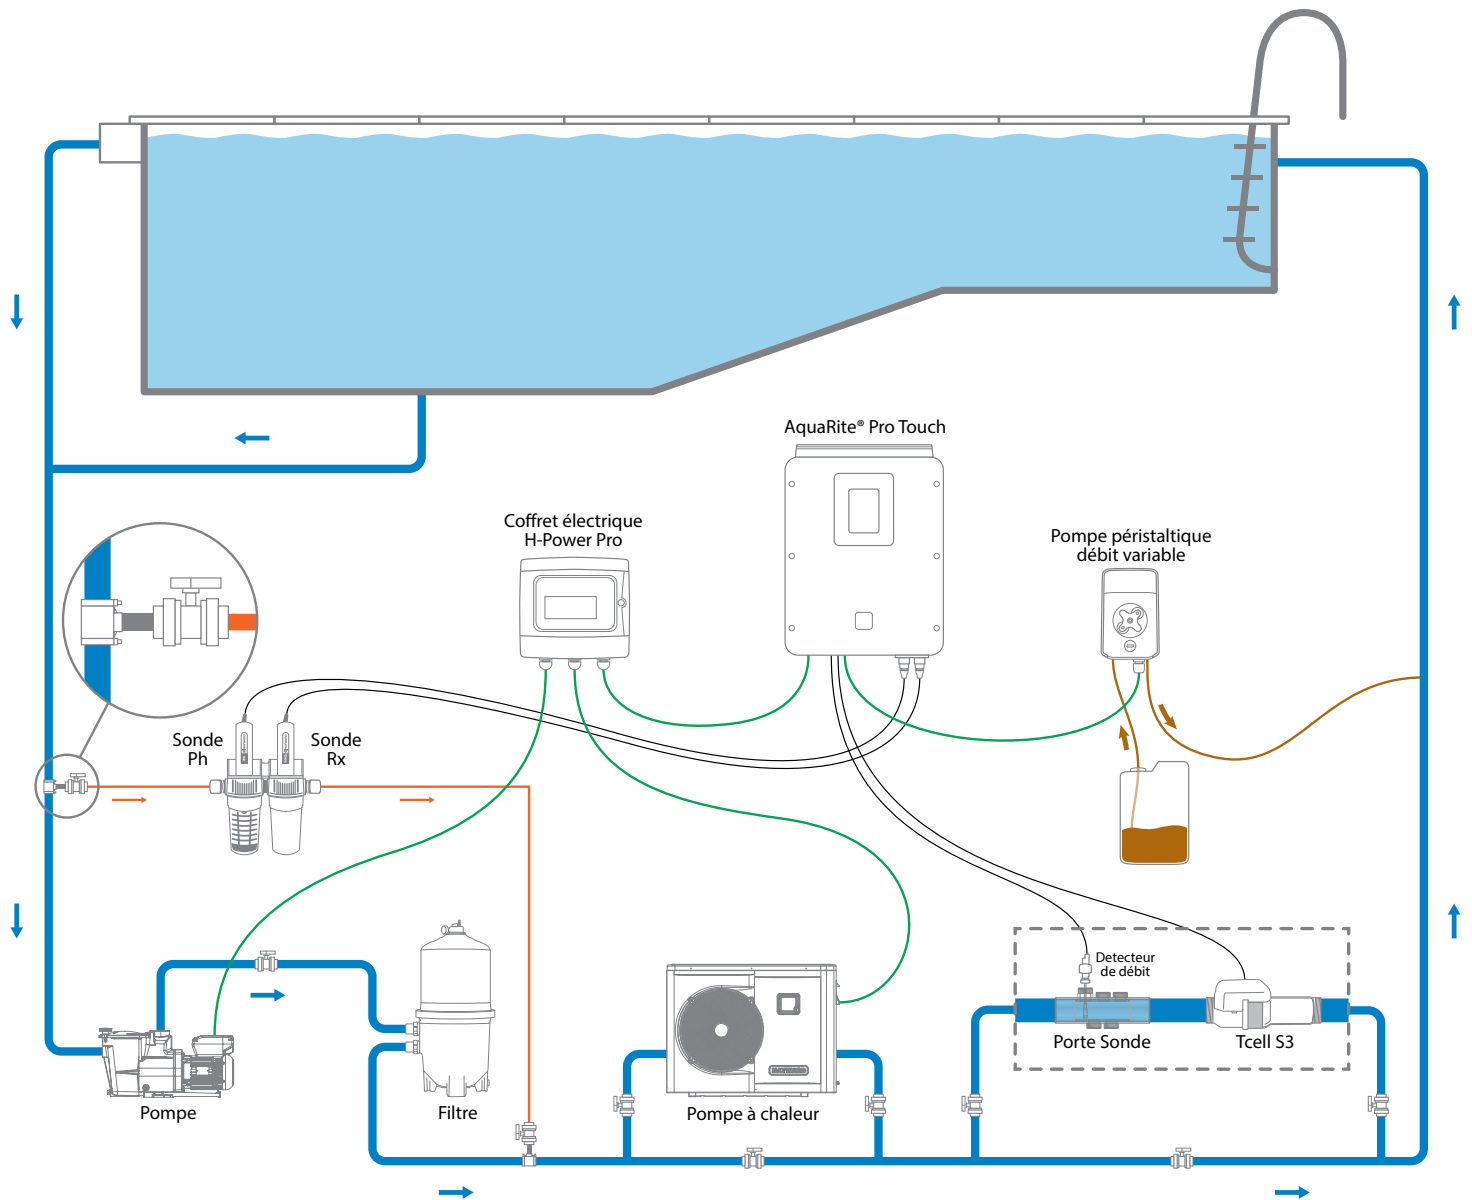 AquaRite® Pro Touch
Coffret électrique
H-Power Pro
Pompe péristaltique
débit variable
Sonde
Ph
Sonde
Rx
Detecteur
de débit
Porte Sonde
Tcell S3
Pompe
Filtre
Pompe à chaleur
HAYWARD